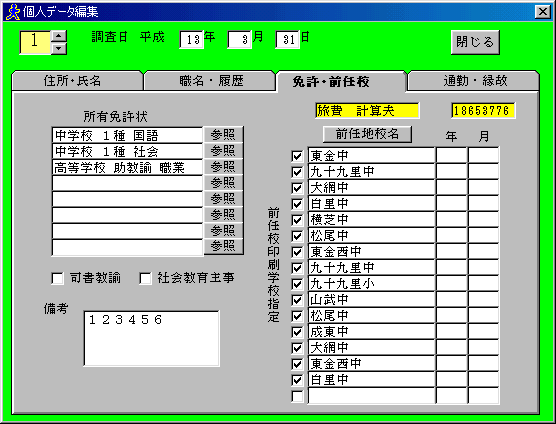 個人データ編集
1 調査日 平成 13年 3月 31日 閉じる
住所・氏名 職名・履歴 免許・前任校 通勤・縁故
旅費 計算夫 18653776
所有免許状
中学校 1種 国語 参照
中学校 1種 社会 参照
高等学校 助教諭 職業 参照
参照
参照
参照
参照
参照
司書教諭 社会教育主事
備考
123456
前任校印刷学校指定
前任地校名 年 月
東金中
九十九里中
大網中
白里中
横芝中
松尾中
東金西中
九十九里中
九十九里小
山武中
松尾中
成東中
大網中
東金西中
白里中